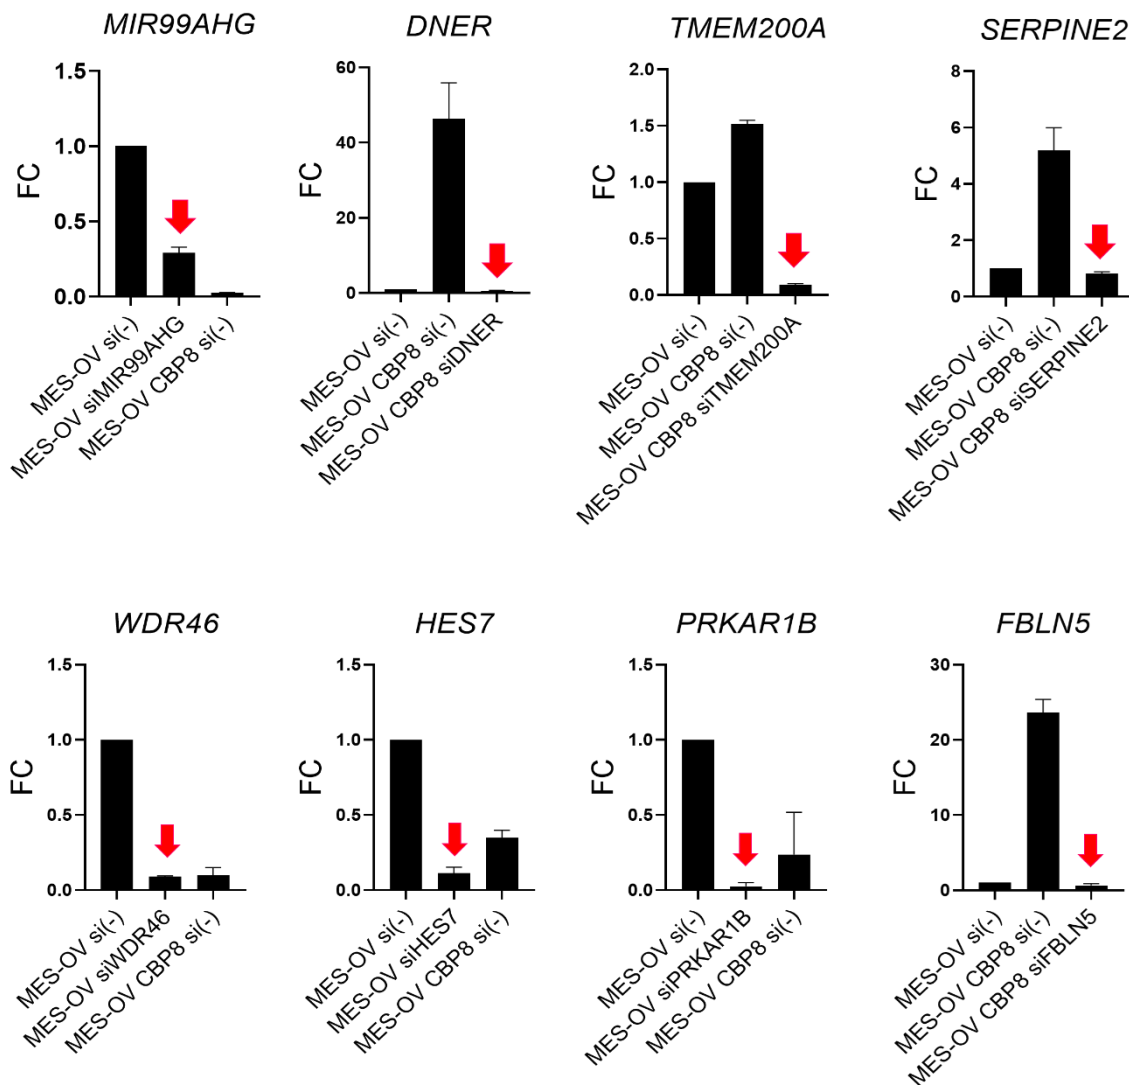 MIR99AHG
FC
1.5
1.0
0.5
0.0
MES-OV si(-)
MES-OV siMIR99AHG
MES-OV CBP8 si(-)
DNER
FC
60
40
20
0
MES-OV si(-)
MES-OV CBP8 si(-)
MES-OV CBP8 siDNER
TMEM200A
FC
2.0
1.5
1.0
0.5
0.0
MES-OV si(-)
MES-OV CBP8 si(-)
MES-OV CBP8 siTMEM200A
SERPINE2
FC
8
6
4
2
0
MES-OV si(-)
MES-OV CBP8 si(-)
MES-OV CBP8 siSERPINE2
WDR46
FC
1.5
1.0
0.5
0.0
MES-OV si(-)
MES-OV siWDR46
MES-OV CBP8 si(-)
HES7
FC
1.5
1.0
0.5
0.0
MES-OV si(-)
MES-OV siHES7
MES-OV CBP8 si(-)
PRKAR1B
FC
1.5
1.0
0.5
0.0
MES-OV si(-)
MES-OV siPRKAR1B
MES-OV CBP8 si(-)
FBLN5
FC
30
20
10
0
MES-OV si(-)
MES-OV CBP8 si(-)
MES-OV CBP8 siFBLN5